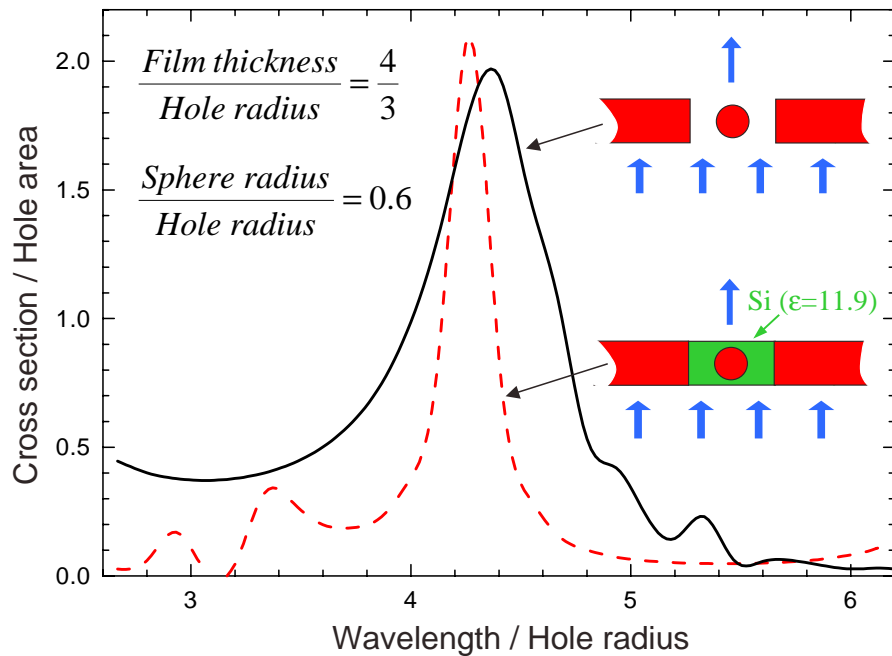 Film thickness / Hole radius = 4 / 3
Sphere radius / Hole radius = 0.6
Si (ε=11.9)
Cross section / Hole area
2.0
1.5
1.0
0.5
0.0
3 4 5 6
Wavelength / Hole radius